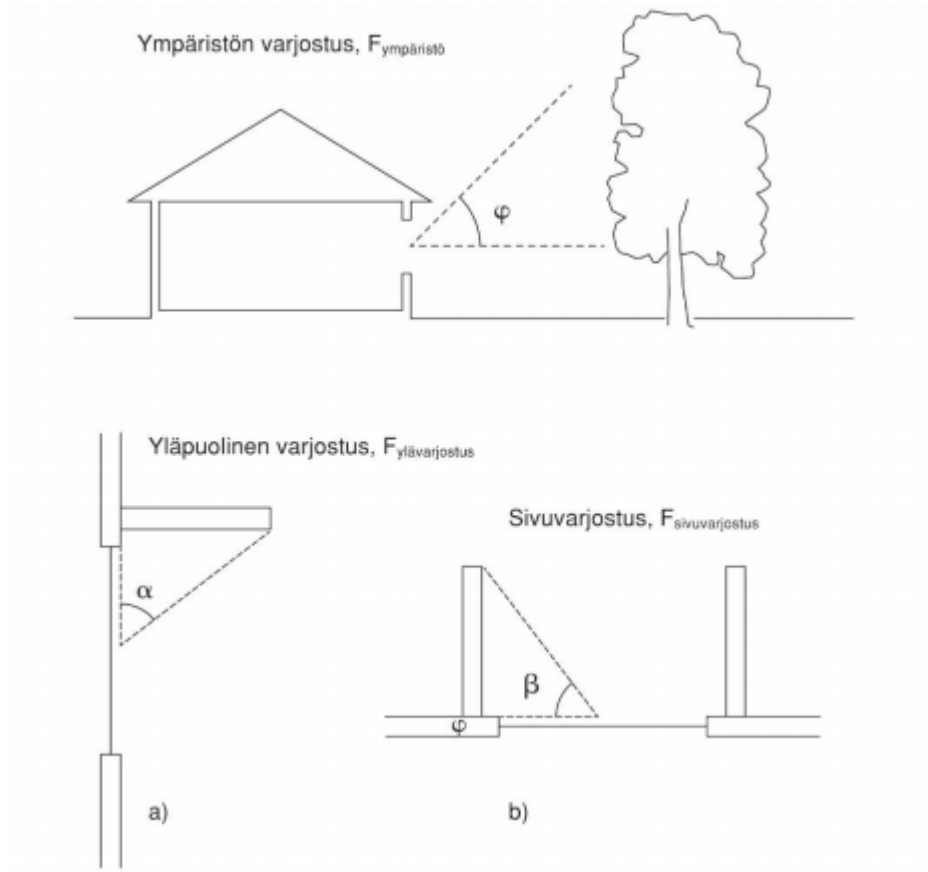 Ympäristön varjostus, Fympäristö
φ
Yläpuolinen varjostus, Fylävarjostus
Sivuvarjostus, Fsivuvarjostus
α
β
φ
a)
b)